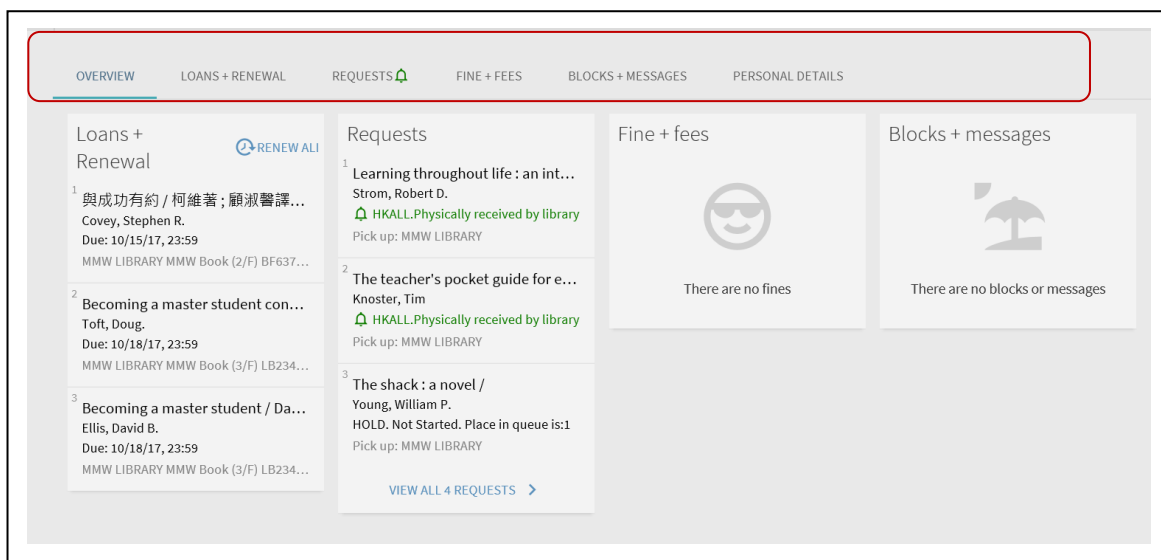 OVERVIEW
LOANS + RENEWAL
REQUESTS
FINE + FEES
BLOCKS + MESSAGES
PERSONAL DETAILS
Loans +
Renewal
RENEW ALL
1
與成功有約 / 柯維著 ; 顧淑馨譯...
Covey, Stephen R.
Due: 10/15/17, 23:59
MMW LIBRARY MMW Book (2/F) BF637...
2
Becoming a master student con...
Toft, Doug.
Due: 10/18/17, 23:59
MMW LIBRARY MMW Book (3/F) LB234...
3
Becoming a master student / Da...
Ellis, David B.
Due: 10/18/17, 23:59
MMW LIBRARY MMW Book (3/F) LB234...
Requests
1
Learning throughout life : an int...
Strom, Robert D.
HKALL.Physically received by library
Pick up: MMW LIBRARY
2
The teacher's pocket guide for e...
Knoster, Tim
HKALL.Physically received by library
Pick up: MMW LIBRARY
3
The shack : a novel /
Young, William P.
HOLD. Not Started. Place in queue is:1
Pick up: MMW LIBRARY
VIEW ALL 4 REQUESTS
Fine + fees
There are no fines
Blocks + messages
There are no blocks or messages